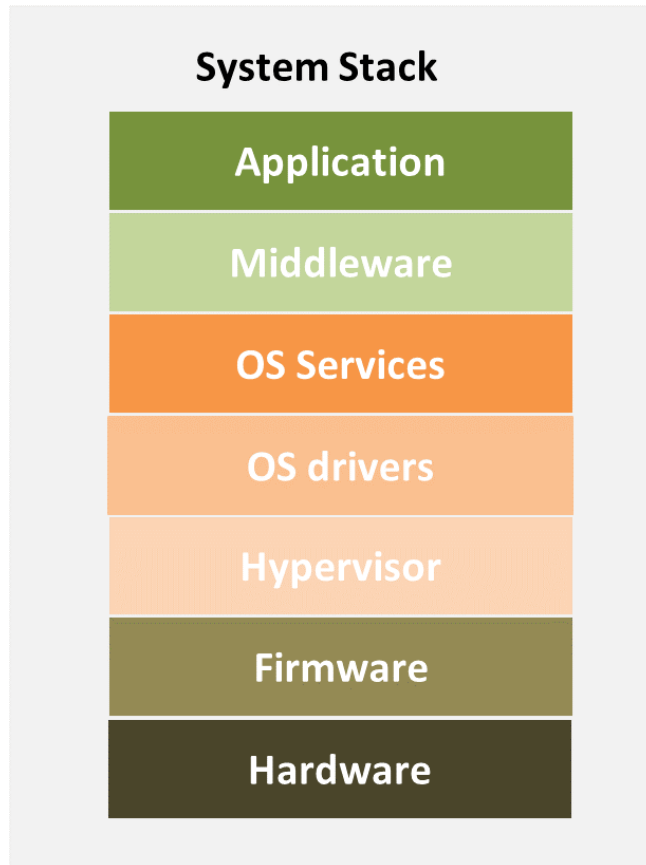 System Stack
Application
Middleware
OS Services
OS drivers
Hypervisor
Firmware
Hardware